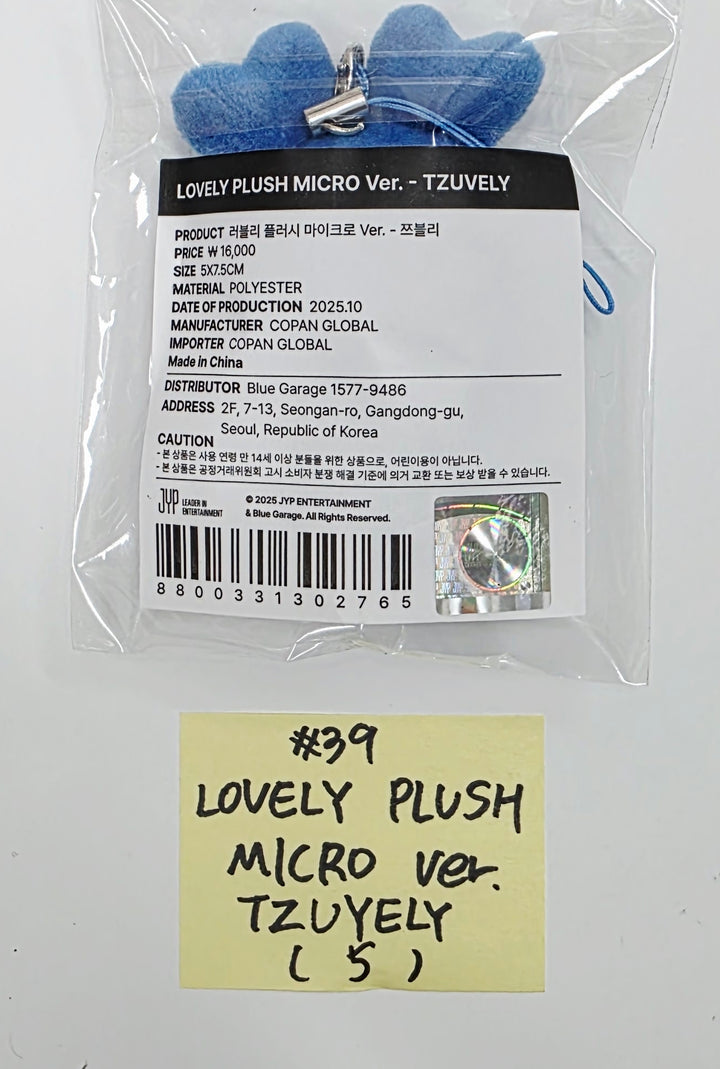 LOVELY PLUSH MICRO Ver. - TZUVELY
PRODUCT 러블리 플러시 마이크로 Ver. - 쯔블리
PRICE ₩ 16,000
SIZE 5X7.5CM
MATERIAL POLYESTER
DATE OF PRODUCTION 2025.10
MANUFACTURER COPAN GLOBAL
IMPORTER COPAN GLOBAL
Made in China
DISTRIBUTOR Blue Garage 1577-9486
ADDRESS 2F, 7-13, Seongan-ro, Gangdong-gu,
Seoul, Republic of Korea
CAUTION
- 본 상품은 사용 연령 만 14세 이상 분들을 위한 상품으로, 어린이용이 아닙니다.
- 본 상품은 공정거래위원회 고시 소비자 분쟁 해결 기준에 의거 교환 또는 보상 받을 수 있습니다.
JYP LEADER IN
ENTERTAINMENT
© 2025 JYP ENTERTAINMENT
& Blue Garage. All Rights Reserved.
8800331302765
#39
LOVELY PLUSH
MICRO ver.
TZUYELY
( 5 )